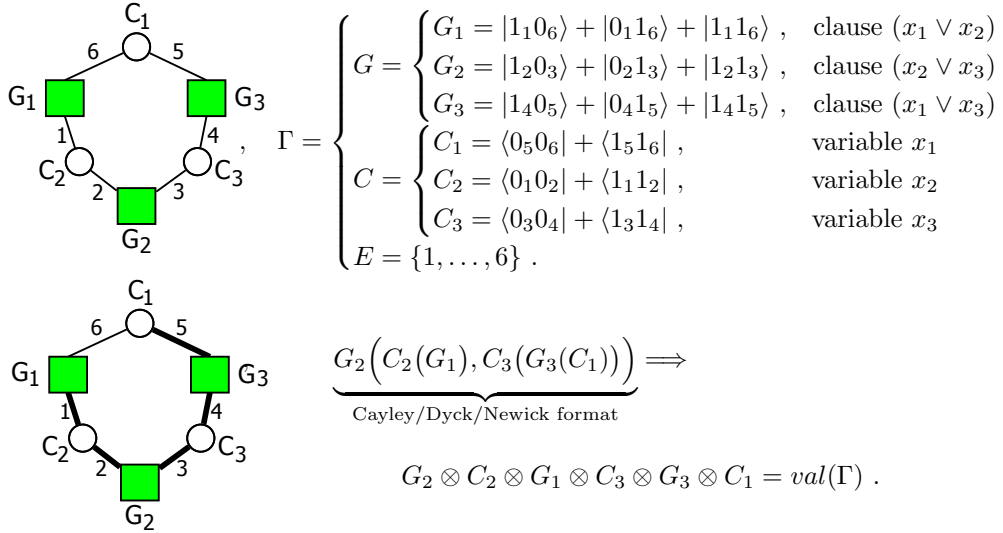 C₁
6 5
G₁ G₃
1 4
C₂ C₃
2 3
G₂
, Γ = { G = { G₁ = |1₁0₆⟩ + |0₁1₆⟩ + |1₁1₆⟩ , clause (x₁ ∨ x₂)
G₂ = |1₂0₃⟩ + |0₂1₃⟩ + |1₂1₃⟩ , clause (x₂ ∨ x₃)
G₃ = |1₄0₅⟩ + |0₄1₅⟩ + |1₄1₅⟩ , clause (x₁ ∨ x₃)
C = { C₁ = ⟨0₅0₆| + ⟨1₅1₆| , variable x₁
C₂ = ⟨0₁0₂| + ⟨1₁1₂| , variable x₂
C₃ = ⟨0₃0₄| + ⟨1₃1₄| , variable x₃
E = {1, . . . , 6} .
C₁
6 5
G₁ G₃
1 4
C₂ C₃
2 3
G₂
G₂(C₂(G₁), C₃(G₃(C₁))) ⟹
Cayley/Dyck/Newick format
G₂ ⊗ C₂ ⊗ G₁ ⊗ C₃ ⊗ G₃ ⊗ C₁ = val(Γ) .